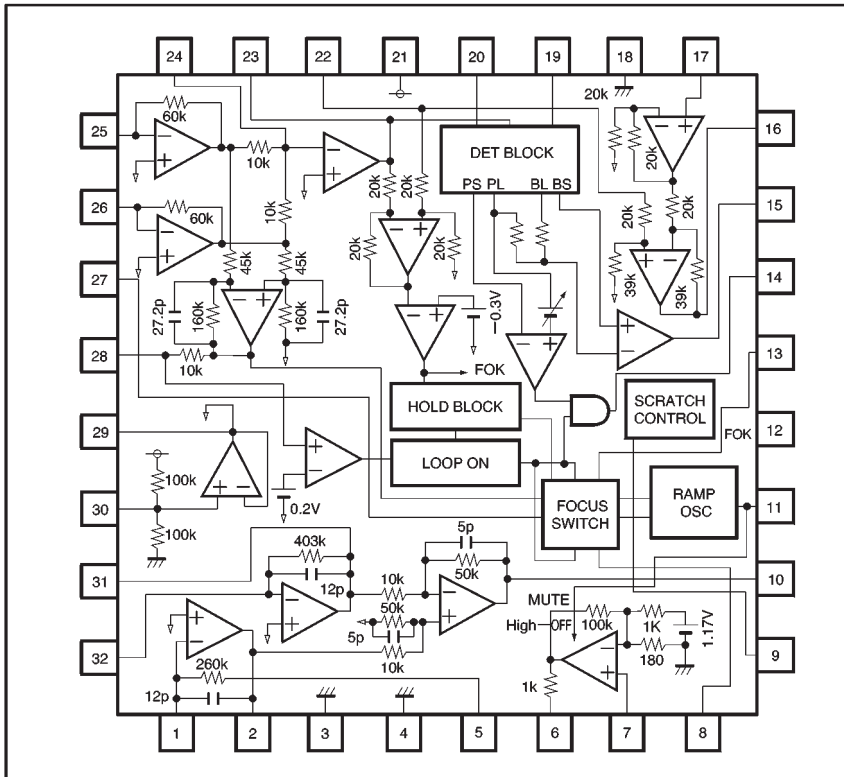 24 23 22 21 20 19 18 17
25 26 27 28 29 30 31 32
16 15 14 13 12 11 10 9
1 2 3 4 5 6 7 8
60k
10k
60k
10k
45k
45k
27.2p
160k
160k
27.2p
10k
DET BLOCK
PS PL BL BS
20k
20k
20k
20k
20k
20k
20k
20k
39k
39k
0.3V
FOK
HOLD BLOCK
LOOP ON
SCRATCH
CONTROL
FOK
FOCUS
SWITCH
RAMP
OSC
100k
100k
0.2V
403k
12p
5p
50k
10k
50k
5p
10k
260k
12p
MUTE
High OFF
100k
1K
1.17V
180
1k